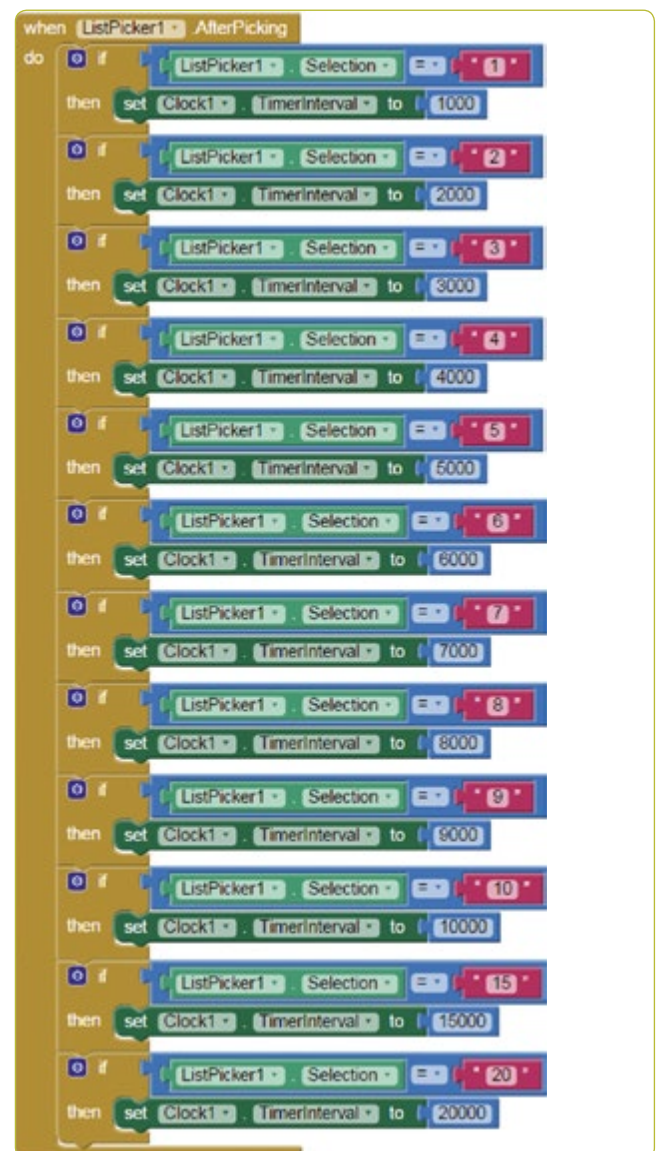 when ListPicker1 .AfterPicking
do if ListPicker1 . Selection = " 1 "
then set Clock1 . TimerInterval to 1000
if ListPicker1 . Selection = " 2 "
then set Clock1 . TimerInterval to 2000
if ListPicker1 . Selection = " 3 "
then set Clock1 . TimerInterval to 3000
if ListPicker1 . Selection = " 4 "
then set Clock1 . TimerInterval to 4000
if ListPicker1 . Selection = " 5 "
then set Clock1 . TimerInterval to 5000
if ListPicker1 . Selection = " 6 "
then set Clock1 . TimerInterval to 6000
if ListPicker1 . Selection = " 7 "
then set Clock1 . TimerInterval to 7000
if ListPicker1 . Selection = " 8 "
then set Clock1 . TimerInterval to 8000
if ListPicker1 . Selection = " 9 "
then set Clock1 . TimerInterval to 9000
if ListPicker1 . Selection = " 10 "
then set Clock1 . TimerInterval to 10000
if ListPicker1 . Selection = " 15 "
then set Clock1 . TimerInterval to 15000
if ListPicker1 . Selection = " 20 "
then set Clock1 . TimerInterval to 20000